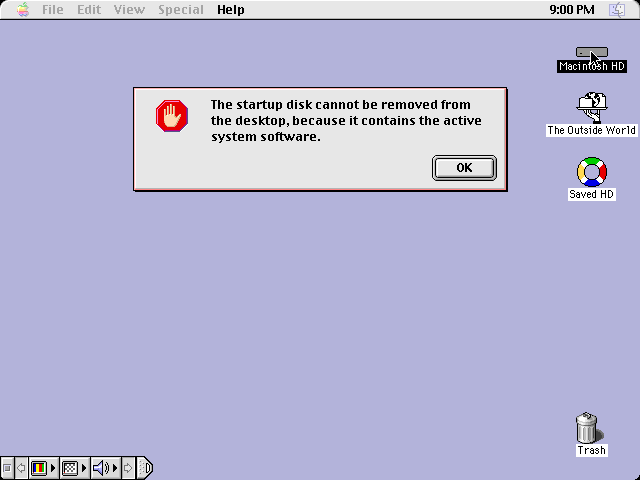 File Edit View Special Help 9:00 PM
Macintosh HD
The startup disk cannot be removed from
the desktop, because it contains the active
system software.
The Outside World
OK
Saved HD
Trash